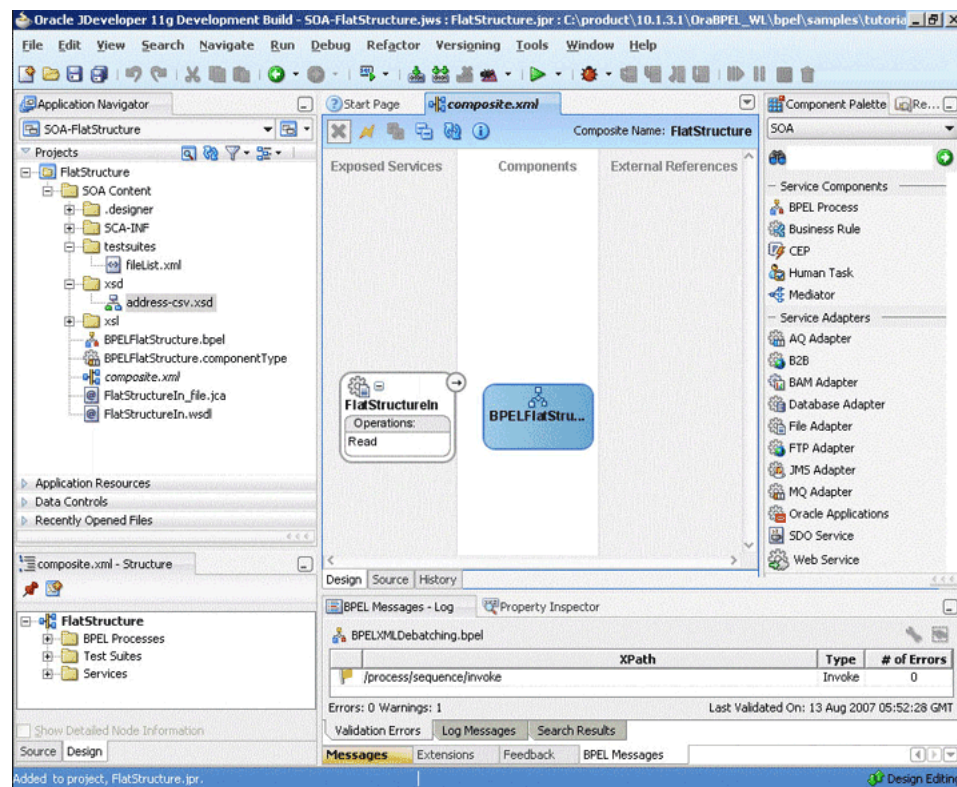 Oracle JDeveloper 11g Development Build - SOA-FlatStructure.jws : FlatStructure.jpr : C:\product\10.1.3.1\OraBPEL_WL\bpel\samples\tutoria
File Edit View Search Navigate Run Debug Refactor Versioning Tools Window Help
Application Navigator
SOA-FlatStructure
Projects
FlatStructure
SOA Content
.designer
SCA-INF
testsuites
fileList.xml
xsd
address-csv.xsd
xsl
BPELFlatStructure.bpel
BPELFlatStructure.componentType
composite.xml
FlatStructureIn_file.jca
FlatStructureIn.wsdl
Application Resources
Data Controls
Recently Opened Files
composite.xml - Structure
FlatStructure
BPEL Processes
Test Suites
Services
Show Detailed Node Information
Source Design
Start Page composite.xml
Composite Name: FlatStructure
Exposed Services Components External References
FlatStructureIn
Operations:
Read
BPELFlatStru...
Design Source History
Component Palette Re...
SOA
Service Components
BPEL Process
Business Rule
CEP
Human Task
Mediator
Service Adapters
AQ Adapter
B2B
BAM Adapter
Database Adapter
File Adapter
FTP Adapter
JMS Adapter
MQ Adapter
Oracle Applications
SDO Service
Web Service
BPEL Messages - Log Property Inspector
BPELXMLDebatching.bpel
XPath Type # of Errors
/process/sequence/invoke Invoke 0
Errors: 0 Warnings: 1 Last Validated On: 13 Aug 2007 05:52:28 GMT
Validation Errors Log Messages Search Results
Messages Extensions Feedback BPEL Messages
Added to project, FlatStructure.jpr. Design Editing